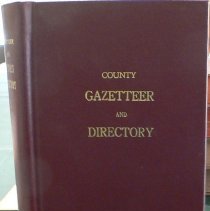 COUNTY
GAZETTEER
AND
DIRECTORY